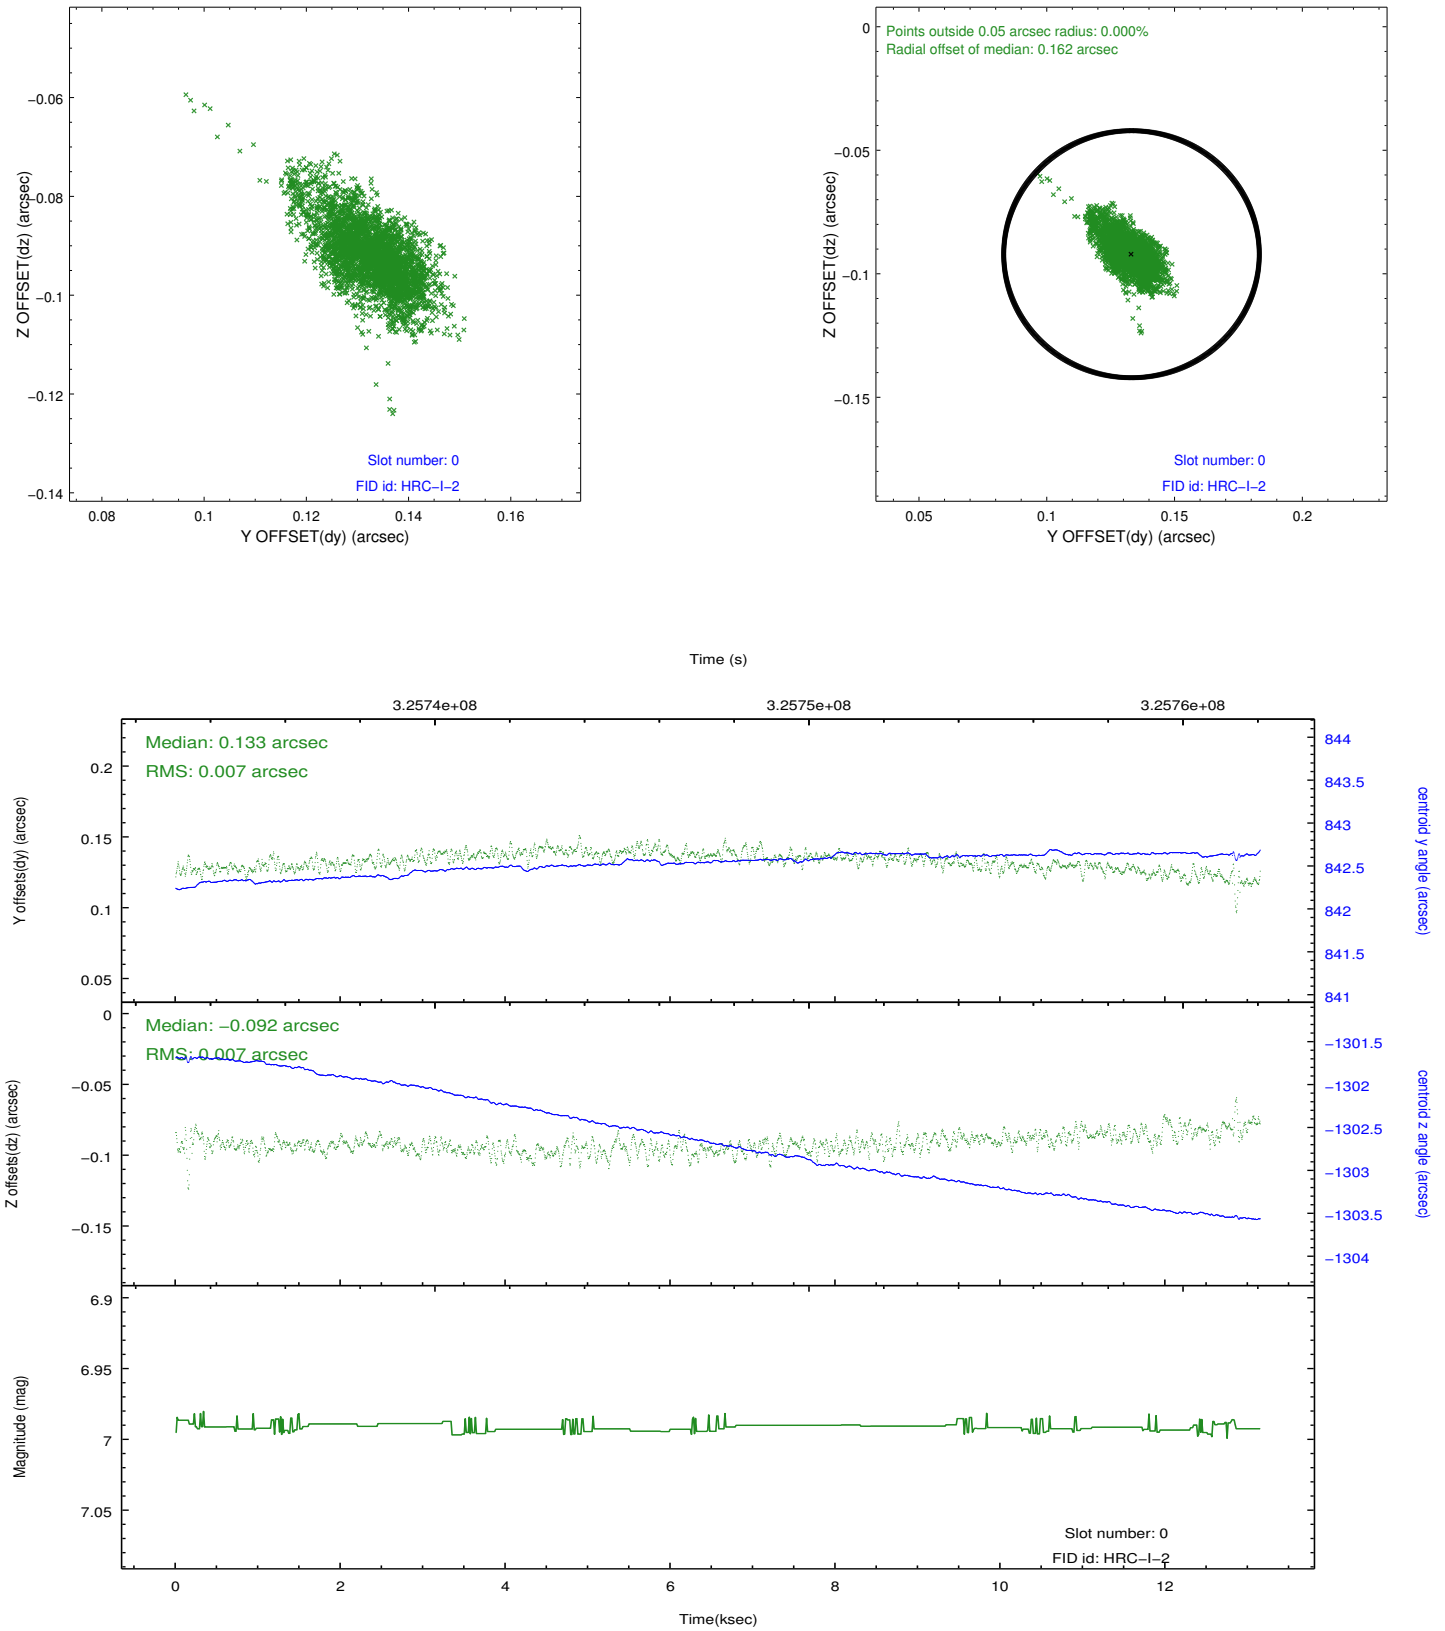 −0.06
−0.08
−0.1
−0.12
−0.14
Z OFFSET(dz) (arcsec)
Slot number: 0
FID id: HRC−I−2
0.08 0.1 0.12 0.14 0.16
Y OFFSET(dy) (arcsec)
Points outside 0.05 arcsec radius: 0.000%
Radial offset of median: 0.162 arcsec
0
−0.05
−0.1
−0.15
Z OFFSET(dz) (arcsec)
Slot number: 0
FID id: HRC−I−2
0.05 0.1 0.15 0.2
Y OFFSET(dy) (arcsec)
Time (s)
3.2574e+08 3.2575e+08 3.2576e+08
Median: 0.133 arcsec
RMS: 0.007 arcsec
0.2
0.15
0.1
0.05
Y offsets(dy) (arcsec)
844
843.5
843
842.5
842
841.5
841
centroid y angle (arcsec)
Median: −0.092 arcsec
RMS: 0.007 arcsec
0
−0.05
−0.1
−0.15
Z offsets(dz) (arcsec)
−1301.5
−1302
−1302.5
−1303
−1303.5
−1304
centroid z angle (arcsec)
6.9
6.95
7
7.05
Magnitude (mag)
Slot number: 0
FID id: HRC−I−2
0 2 4 6 8 10 12
Time(ksec)